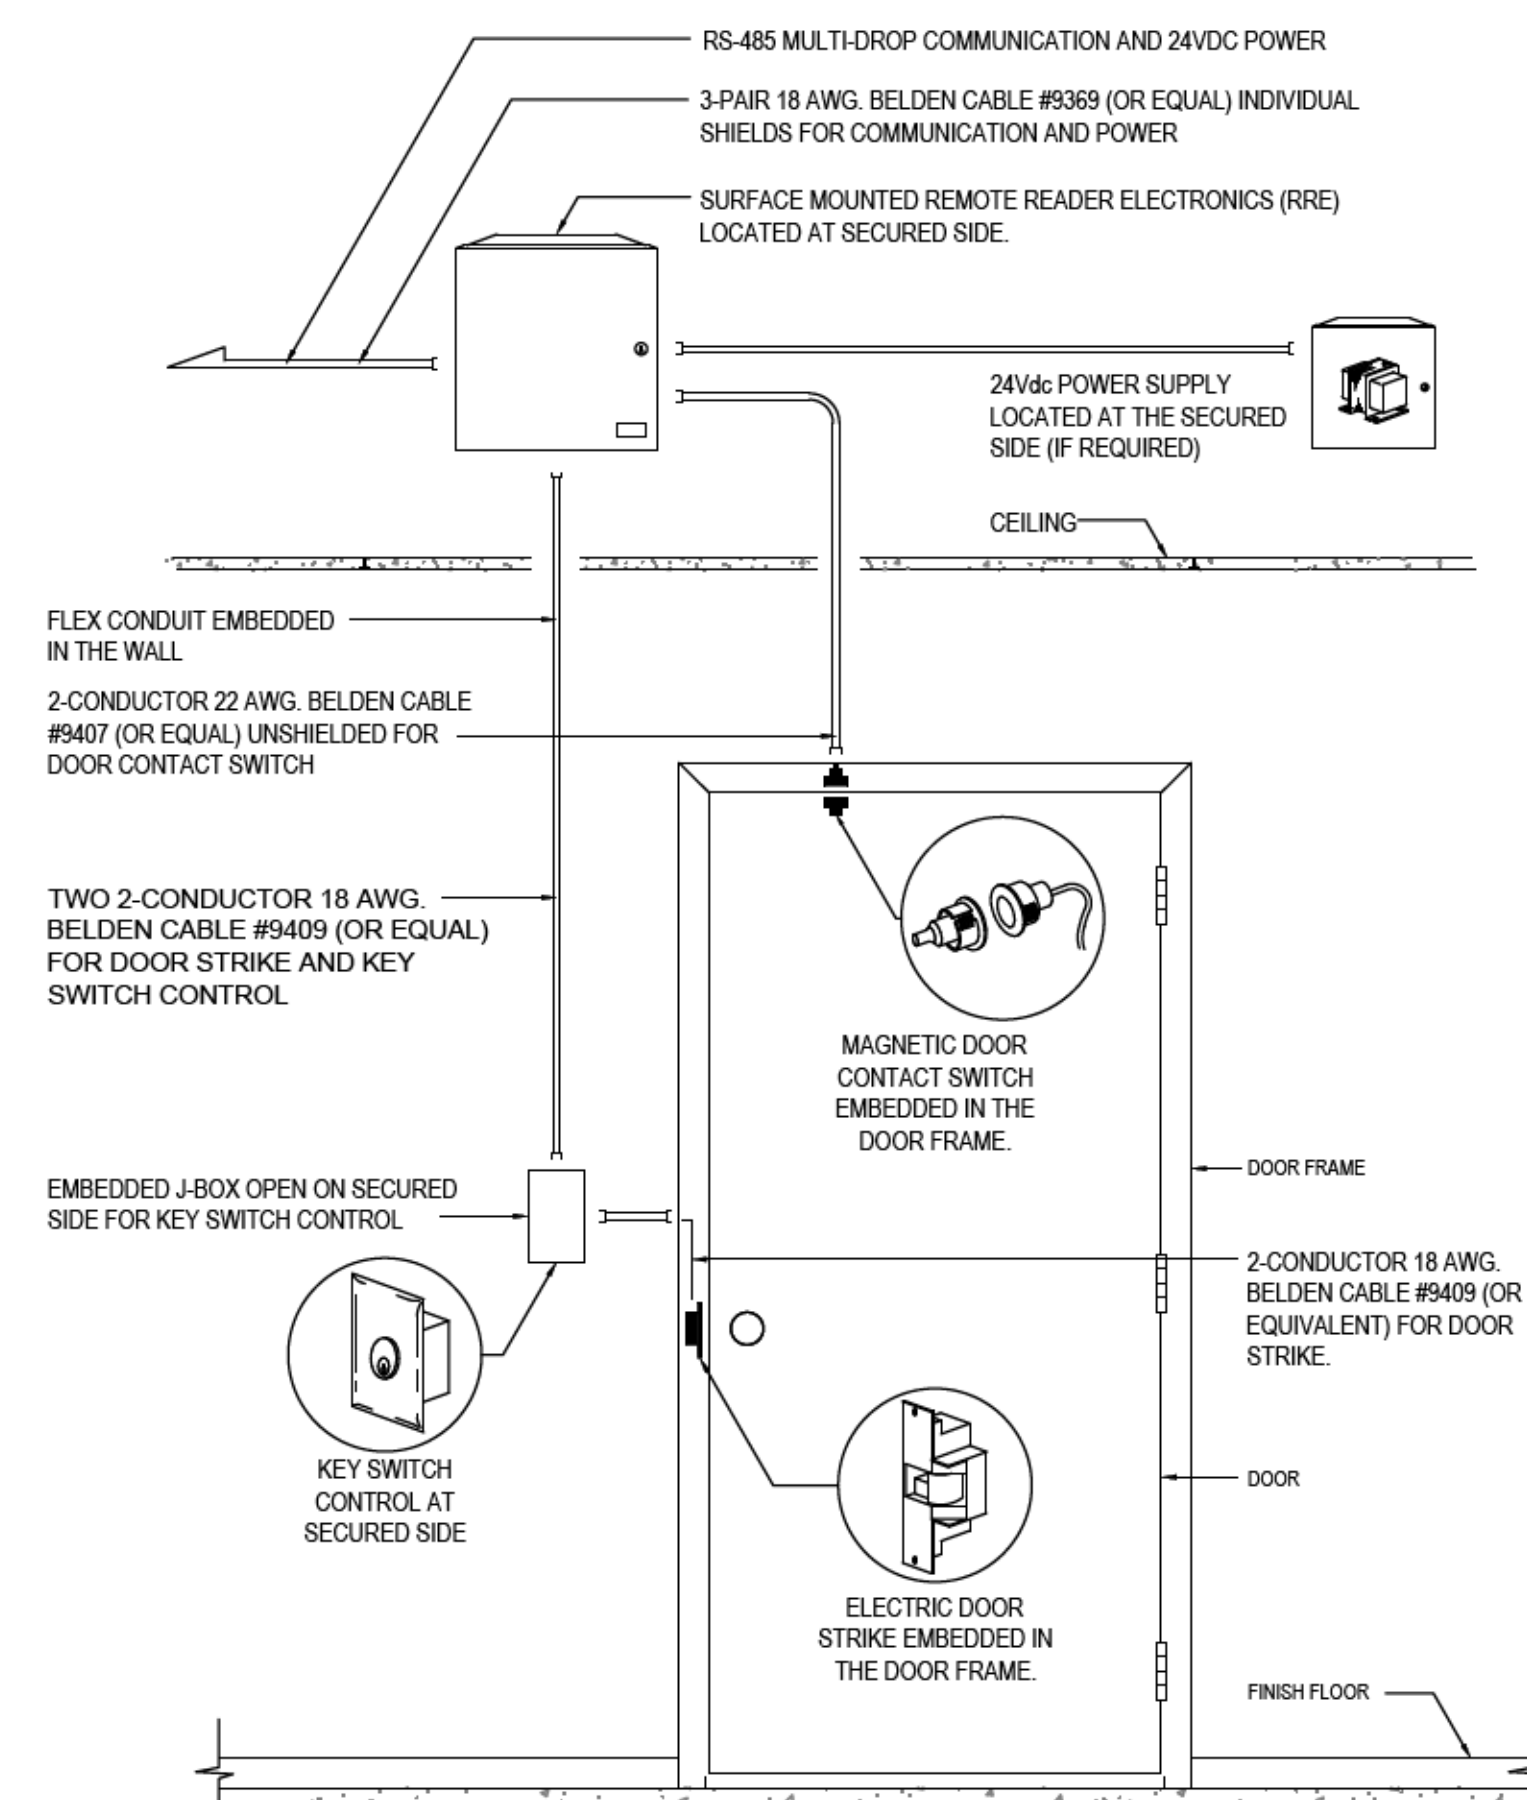 RS-485 MULTI-DROP COMMUNICATION AND 24VDC POWER
3-PAIR 18 AWG. BELDEN CABLE #9369 (OR EQUAL) INDIVIDUAL
SHIELDS FOR COMMUNICATION AND POWER
SURFACE MOUNTED REMOTE READER ELECTRONICS (RRE)
LOCATED AT SECURED SIDE.
24Vdc POWER SUPPLY
LOCATED AT THE SECURED
SIDE (IF REQUIRED)
CEILING
FLEX CONDUIT EMBEDDED
IN THE WALL
2-CONDUCTOR 22 AWG. BELDEN CABLE
#9407 (OR EQUAL) UNSHIELDED FOR
DOOR CONTACT SWITCH
TWO 2-CONDUCTOR 18 AWG.
BELDEN CABLE #9409 (OR EQUAL)
FOR DOOR STRIKE AND KEY
SWITCH CONTROL
MAGNETIC DOOR
CONTACT SWITCH
EMBEDDED IN THE
DOOR FRAME.
DOOR FRAME
EMBEDDED J-BOX OPEN ON SECURED
SIDE FOR KEY SWITCH CONTROL
2-CONDUCTOR 18 AWG.
BELDEN CABLE #9409 (OR
EQUIVALENT) FOR DOOR
STRIKE.
KEY SWITCH
CONTROL AT
SECURED SIDE
DOOR
ELECTRIC DOOR
STRIKE EMBEDDED IN
THE DOOR FRAME.
FINISH FLOOR